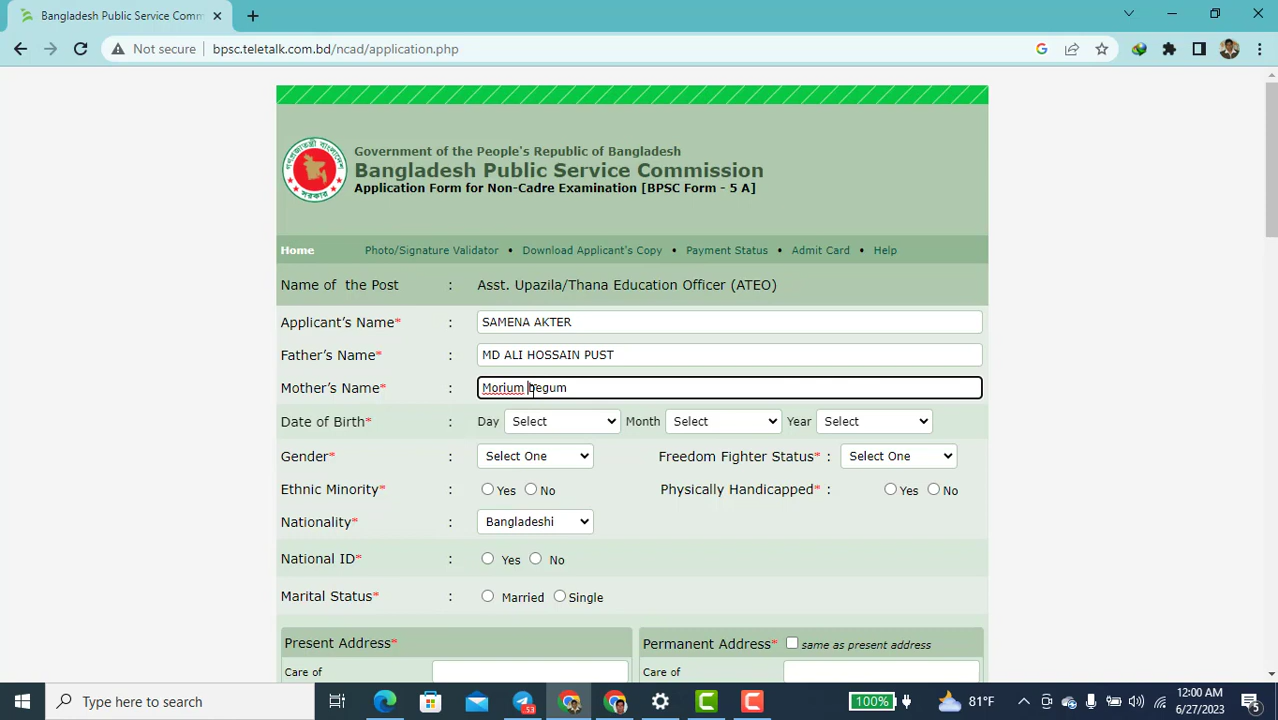 Bangladesh Public Service Comm
Not secure
bpsc.teletalk.com.bd/ncad/application.php
Government of the People's Republic of Bangladesh
Bangladesh Public Service Commission
Application Form for Non-Cadre Examination [BPSC Form - 5 A]
Home Photo/Signature Validator • Download Applicant's Copy • Payment Status • Admit Card • Help
Name of the Post : Asst. Upazila/Thana Education Officer (ATEO)
Applicant's Name* : SAMENA AKTER
Father's Name* : MD ALI HOSSAIN PUST
Mother's Name* : Morium begum
Date of Birth* : Day Select Month Select Year Select
Gender* : Select One Freedom Fighter Status* : Select One
Ethnic Minority* : Yes No Physically Handicapped* : Yes No
Nationality* : Bangladeshi
National ID* : Yes No
Marital Status* : Married Single
Present Address* Permanent Address* same as present address
Care of Care of
Type here to search
53
100%
81°F
12:00 AM
6/27/2023
5